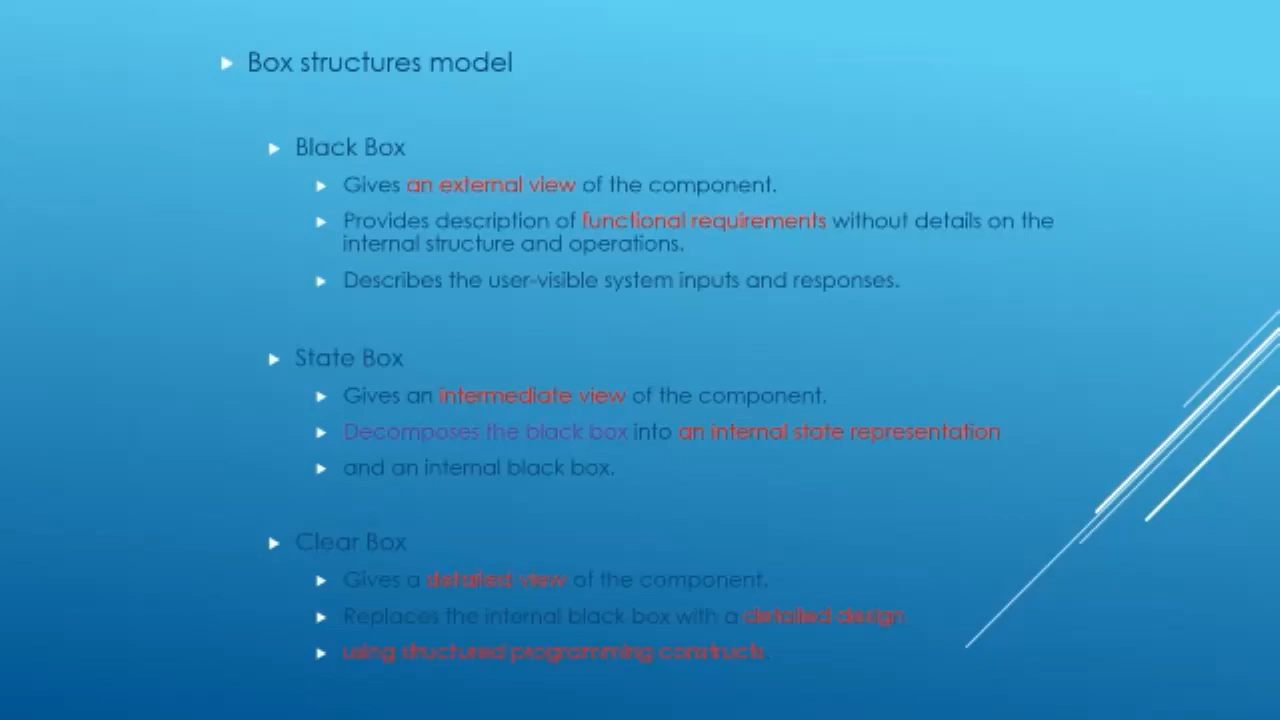 Box structures model
Black Box
Gives an external view of the component.
Provides description of functional requirements without details on the
internal structure and operations.
Describes the user-visible system inputs and responses.
State Box
Gives an intermediate view of the component.
Decomposes the black box into an internal state representation
and an internal black box.
Clear Box
Gives a detailed view of the component.
Replaces the internal black box with a detailed design
using structured programming constructs.